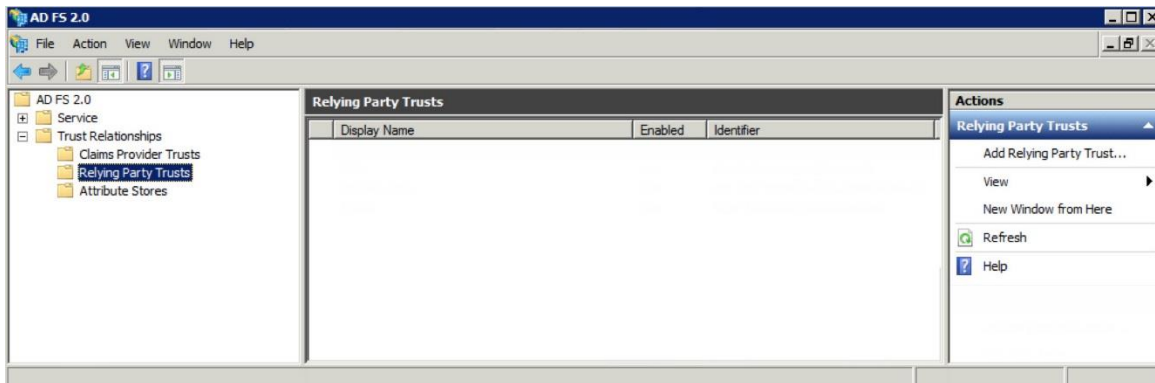 AD FS 2.0
File Action View Window Help
AD FS 2.0
Service
Trust Relationships
Claims Provider Trusts
Relying Party Trusts
Attribute Stores
Relying Party Trusts
Display Name Enabled Identifier
Actions
Relying Party Trusts
Add Relying Party Trust...
View
New Window from Here
Refresh
Help